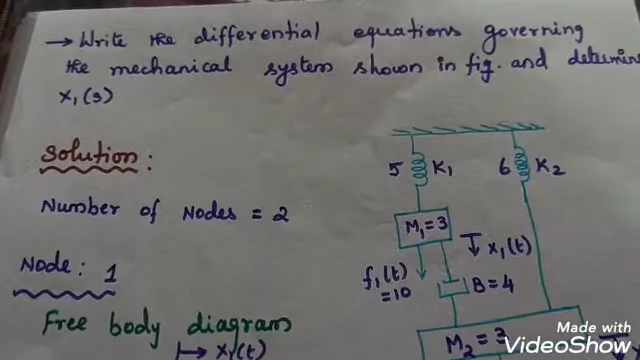 → Write the differential equations governing
the mechanical system shown in fig. and determine
x₁(s)
Solution :
Number of Nodes = 2
Node : 1
Free body diagram
↦ x₁(t)
5 K₁
6 K₂
M₁=3
x₁(t)
f₁(t)
=10
B=4
M₂=3
Made with
VideoShow